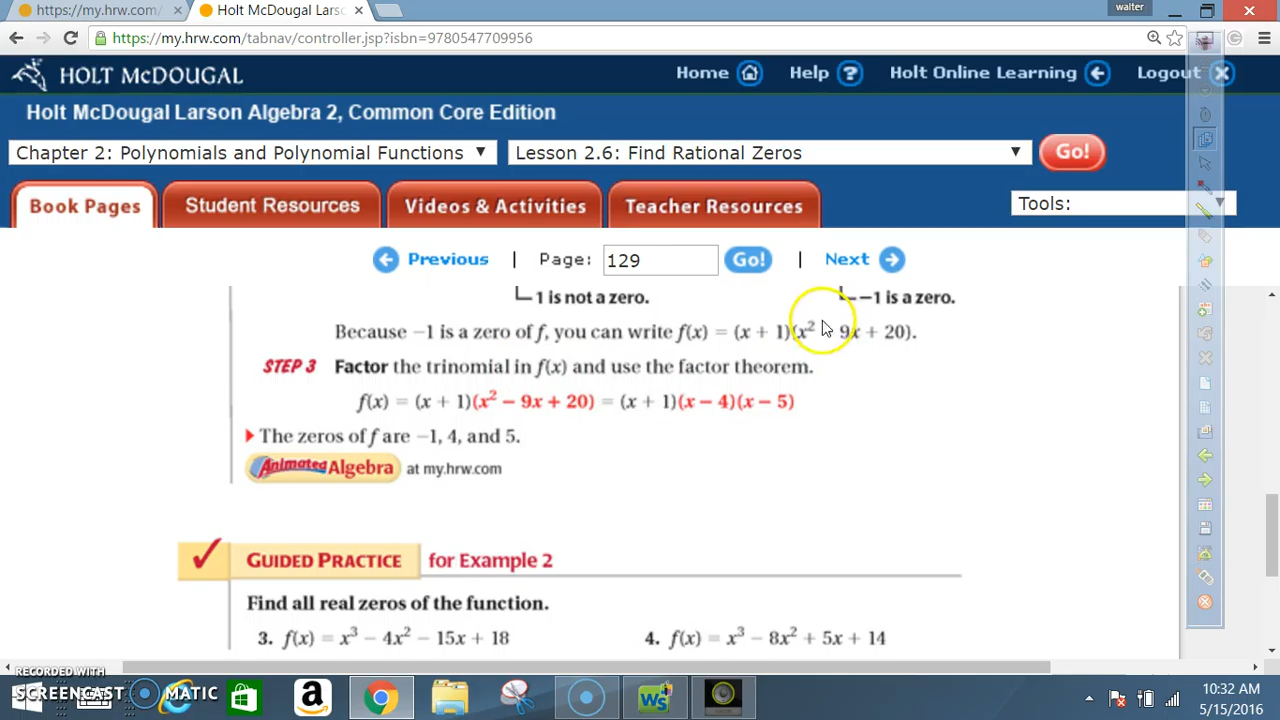 https://my.hrw.com/
Holt McDougal Lars
walter
https://my.hrw.com/tabnav/controller.jsp?isbn=9780547709956
HOLT McDOUGAL
Home Help Holt Online Learning Logout
Holt McDougal Larson Algebra 2, Common Core Edition
Chapter 2: Polynomials and Polynomial Functions
Lesson 2.6: Find Rational Zeros
Go!
Book Pages
Student Resources
Videos & Activities
Teacher Resources
Tools:
Previous | Page: 129 Go! | Next
1 is not a zero.
−1 is a zero.
Because −1 is a zero of f, you can write f(x) = (x + 1)(x² − 9x + 20).
STEP 3 Factor the trinomial in f(x) and use the factor theorem.
f(x) = (x + 1)(x² − 9x + 20) = (x + 1)(x − 4)(x − 5)
The zeros of f are −1, 4, and 5.
Animated Algebra at my.hrw.com
GUIDED PRACTICE for Example 2
Find all real zeros of the function.
3. f(x) = x³ − 4x² − 15x + 18
4. f(x) = x³ − 8x² + 5x + 14
RECORDED WITH
SCREENCAST MATIC
10:32 AM
5/15/2016